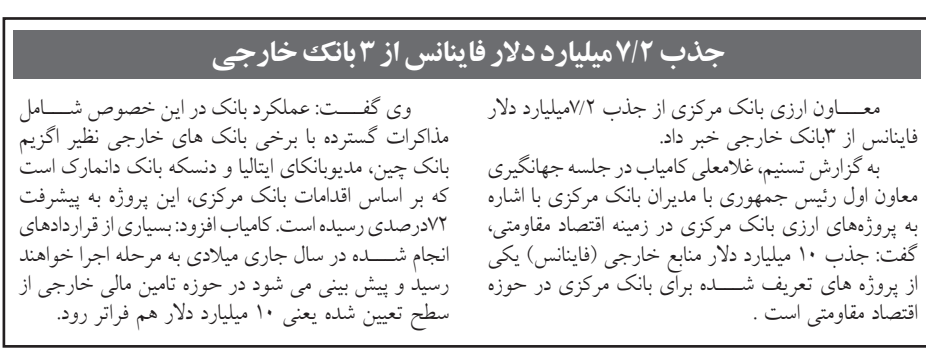 جذب ۷/۲ میلیارد دلار فاینانس از ۳ بانک خارجی
معـــاون ارزی بانک مرکزی از جذب ۷/۲میلیارد دلار
فاینانس از ۳بانک خارجی خبر داد.
به گزارش تسنیم، غلامعلی کامیاب در جلسه جهانگیری
معاون اول رئیس جمهوری با مدیران بانک مرکزی با اشاره
به پروژه‌های ارزی بانک مرکزی در زمینه اقتصاد مقاومتی،
گفت: جذب ۱۰ میلیارد دلار منابع خارجی (فاینانس) یکی
از پروژه های تعریف شـــده برای بانک مرکزی در حوزه
اقتصاد مقاومتی است .
وی گفـــت: عملکرد بانک در این خصوص شـــامل
مذاکرات گسترده با برخی بانک های خارجی نظیر اگزیم
بانک چین، مدیوبانکای ایتالیا و دنسکه بانک دانمارک است
که بر اساس اقدامات بانک مرکزی، این پروژه به پیشرفت
۷۲درصدی رسیده است. کامیاب افزود: بسیاری از قراردادهای
انجام شـــده در سال جاری میلادی به مرحله اجرا خواهند
رسید و پیش بینی می شود در حوزه تامین مالی خارجی از
سطح تعیین شده یعنی ۱۰ میلیارد دلار هم فراتر رود.